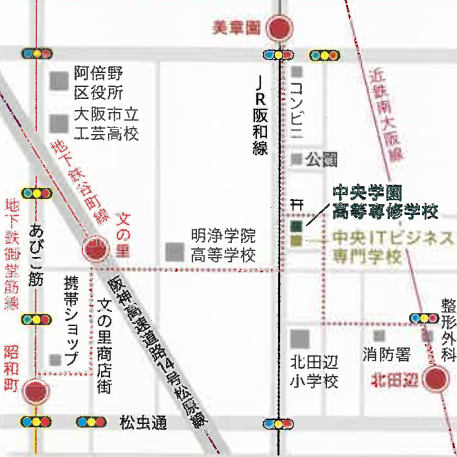 美章園
阿倍野
区役所
大阪市立
工芸高校
JR阪和線
コンビニ
近鉄南大阪線
公園
地下鉄谷町線
文の里
中央学園
高等専修学校
中央ITビジネス
専門学校
明浄学院
高等学校
地下鉄御堂筋線
あびこ筋
携帯ショップ
文の里商店街
阪神高速道路14号松原線
昭和町
北田辺
小学校
消防署
整形外科
北田辺
松虫通